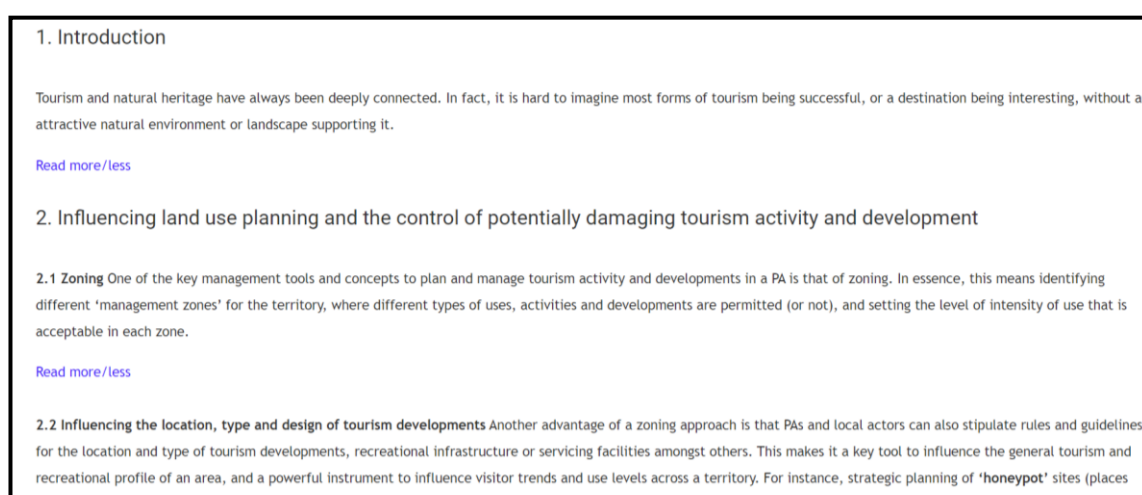 1. Introduction
Tourism and natural heritage have always been deeply connected. In fact, it is hard to imagine most forms of tourism being successful, or a destination being interesting, without a
attractive natural environment or landscape supporting it.
Read more/less
2. Influencing land use planning and the control of potentially damaging tourism activity and development
2.1 Zoning One of the key management tools and concepts to plan and manage tourism activity and developments in a PA is that of zoning. In essence, this means identifying
different ‘management zones’ for the territory, where different types of uses, activities and developments are permitted (or not), and setting the level of intensity of use that is
acceptable in each zone.
Read more/less
2.2 Influencing the location, type and design of tourism developments Another advantage of a zoning approach is that PAs and local actors can also stipulate rules and guidelines
for the location and type of tourism developments, recreational infrastructure or servicing facilities amongst others. This makes it a key tool to influence the general tourism and
recreational profile of an area, and a powerful instrument to influence visitor trends and use levels across a territory. For instance, strategic planning of ‘honeypot’ sites (places